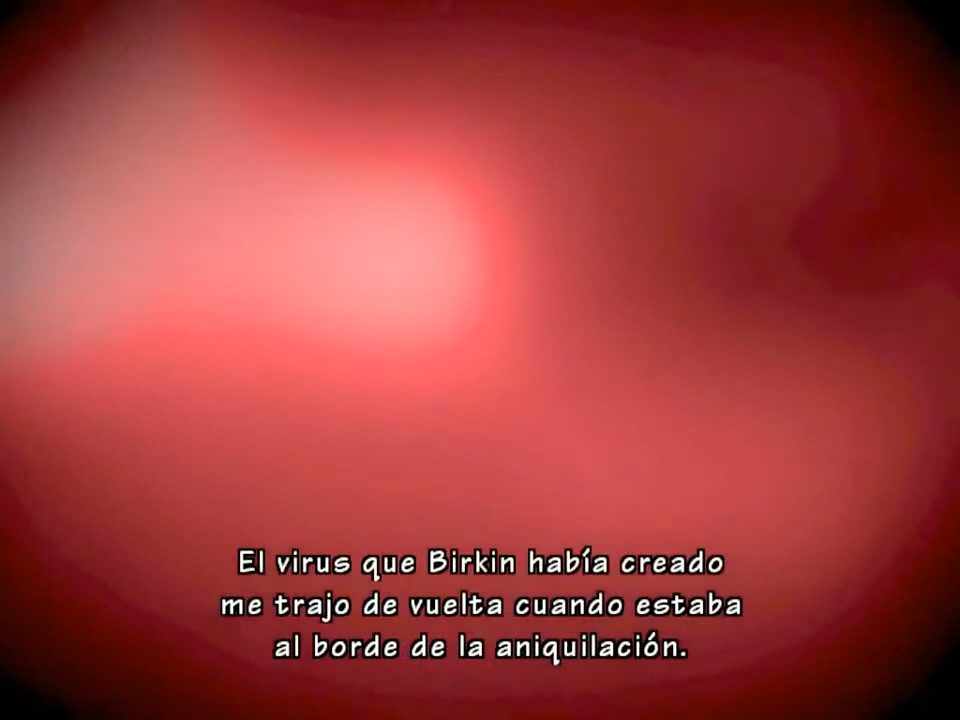 El virus que Birkin había creado
me trajo de vuelta cuando estaba
al borde de la aniquilación.